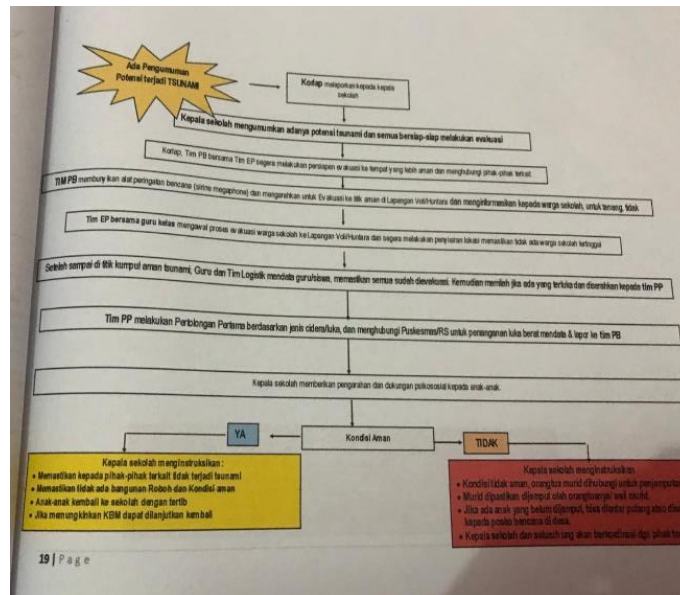 Ada Pengumuman
Potensi terjadi TSUNAMI
Korlap melaporkan kepada kepala
sekolah
Kepala sekolah mengumumkan adanya potensi tsunami dan semua bersiap-siap melakukan evaluasi
Korlap, Tim PB bersama Tim EP segera melakukan persiapan evakuasi ke tempat yang lebih aman dan menghubungi pihak-pihak terkait
TIM PB membunyikan alat peringatan bencana (sirine megaphone) dan mengarahkan untuk Evakuasi ke titik aman di Lapangan Voli/Huntara dan menginformasikan kepada warga sekolah, untuk tenang, tidak
Tim EP bersama guru kelas mengawal proses evakuasi warga sekolah ke Lapangan Voli/Huntara dan segera melakukan penyisiran lokasi memastikan tidak ada warga sekolah tertinggal
Setelah sampai di titik kumpul aman tsunami, Guru dan Tim Logistik mendata guru/siswa, memastikan semua sudah dievakuasi. Kemudian memilah jika ada yang terluka dan diserahkan kepada tim PP
Tim PP melakukan Pertolongan Pertama berdasarkan jenis cidera/luka, dan menghubungi Puskesmas/RS untuk penanganan luka berat mendata & lapor ke tim PB
Kepala sekolah memberikan pengarahan dan dukungan psikososial kepada anak-anak.
YA
Kondisi Aman
TIDAK
Kepala sekolah menginstruksikan :
• Memastikan kepada pihak-pihak terkait tidak terjadi tsunami
• Memastikan tidak ada bangunan Roboh dan Kondisi aman
• Anak-anak kembali ke sekolah dengan tertib
• Jika memungkinkan KBM dapat dilanjutkan kembali
Kepala sekolah menginstruksikan
• Kondisi tidak aman, orangtua murid dihubungi untuk penjemputan
• Murid dipastikan dijemput oleh orangtuanya/ wali murid.
• Jika ada anak yang belum dijemput, bisa diantar pulang atau
kepada posko bencana di desa.
• Kepala sekolah dan seluruh akan dgn pihak
19 | Page